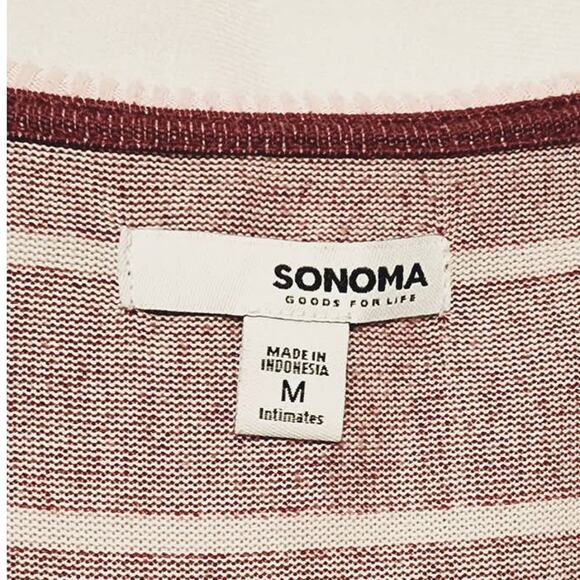 SONOMA
GOODS FOR LIFE
MADE IN
INDONESIA
M
Intimates